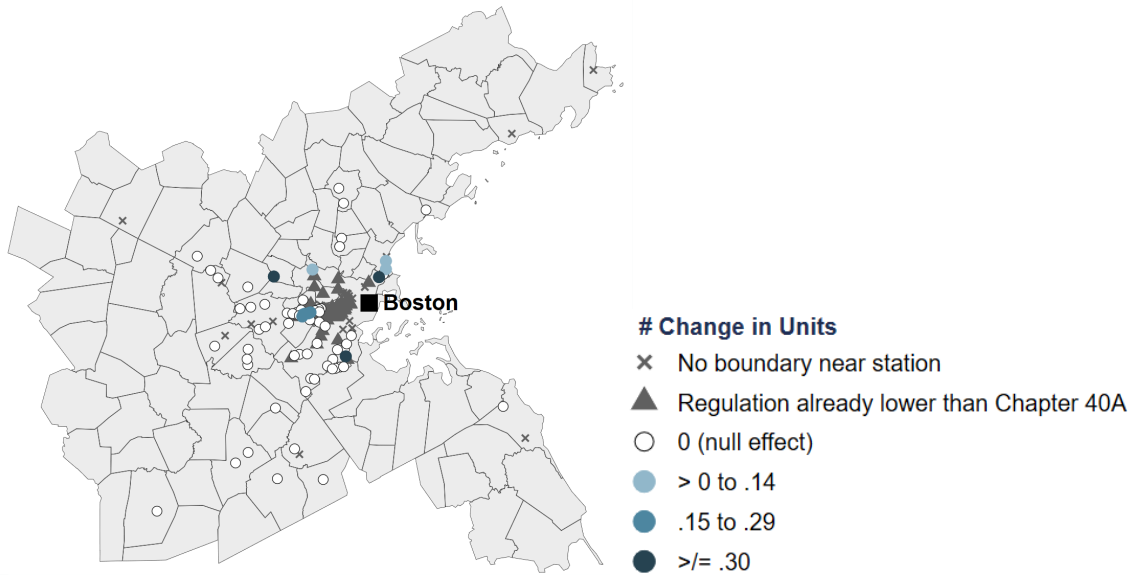 Boston
# Change in Units
No boundary near station
Regulation already lower than Chapter 40A
0 (null effect)
> 0 to .14
.15 to .29
>/= .30